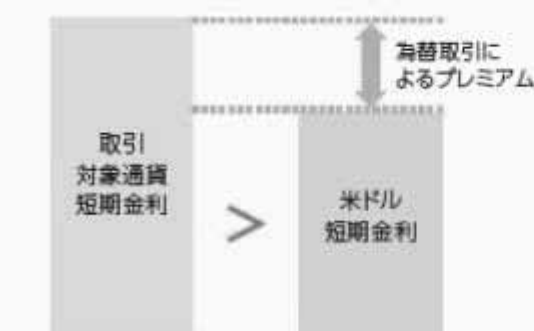 為替取引に
よるプレミアム
取引
対象通貨
短期金利
>
米ドル
短期金利